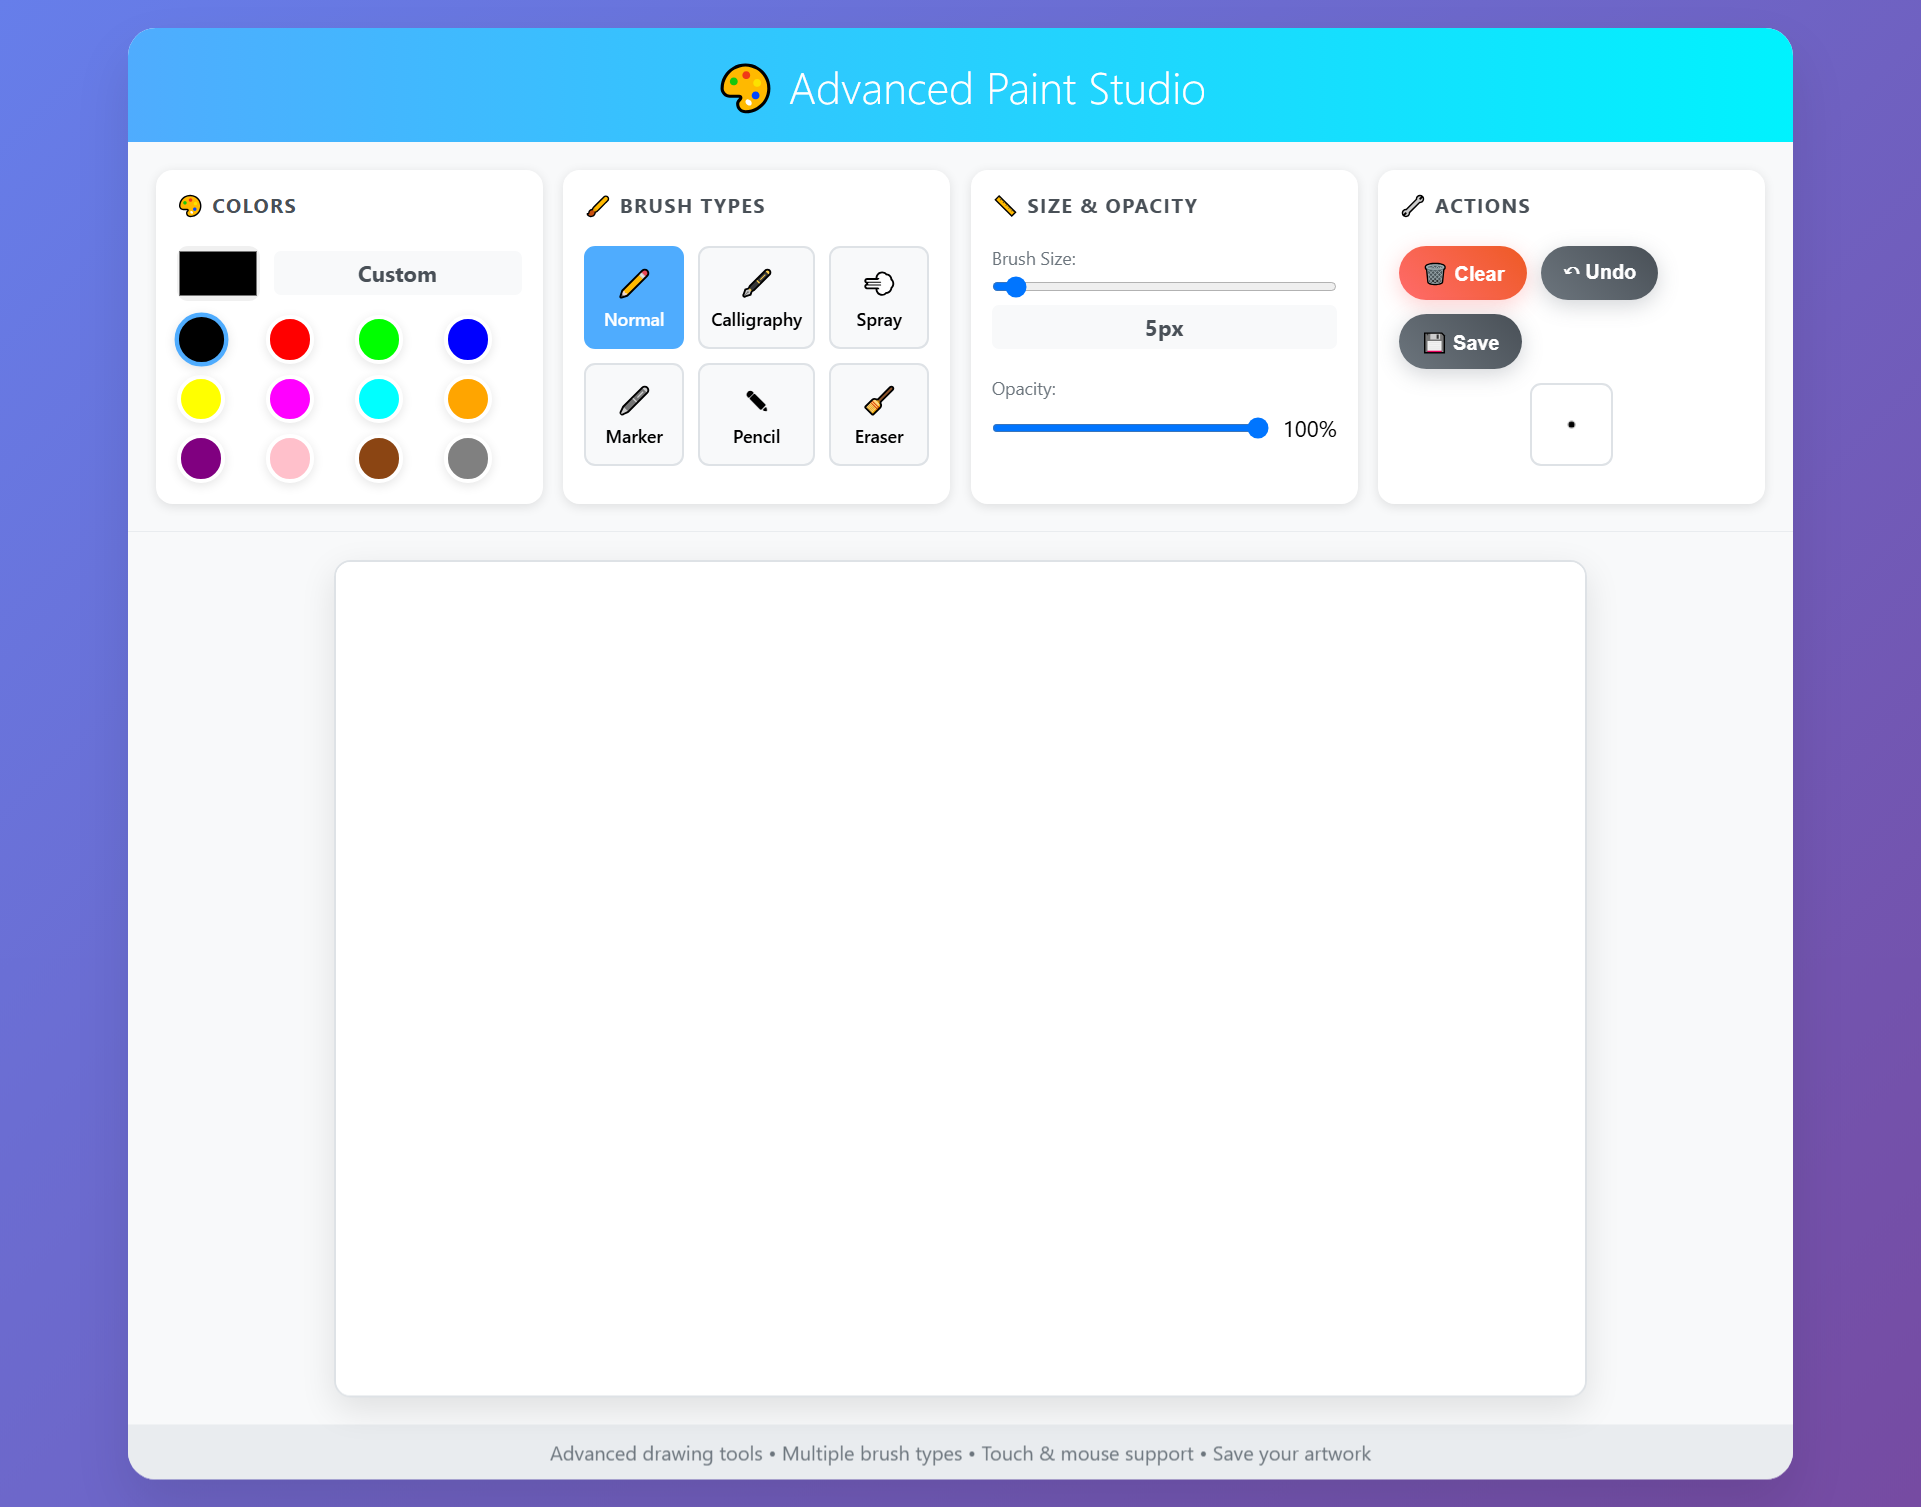 Advanced Paint Studio
COLORS
Custom
BRUSH TYPES
Normal
Calligraphy
Spray
Marker
Pencil
Eraser
SIZE & OPACITY
Brush Size:
5px
Opacity:
100%
ACTIONS
Clear
Undo
Save
Advanced drawing tools • Multiple brush types • Touch & mouse support • Save your artwork